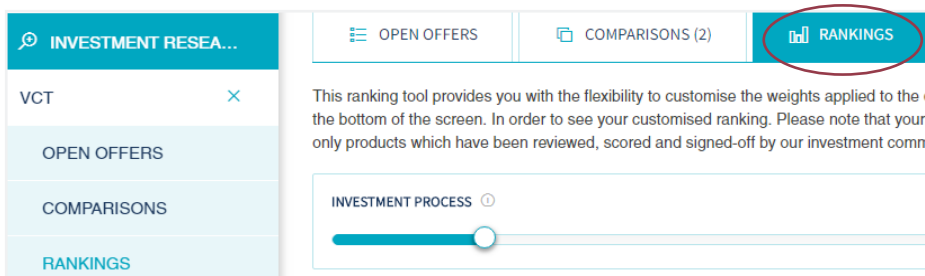 INVESTMENT RESEA...
VCT
OPEN OFFERS
COMPARISONS
RANKINGS
OPEN OFFERS
COMPARISONS (2)
RANKINGS
This ranking tool provides you with the flexibility to customise the weights applied to the
the bottom of the screen. In order to see your customised ranking. Please note that your
only products which have been reviewed, scored and signed-off by our investment
INVESTMENT PROCESS